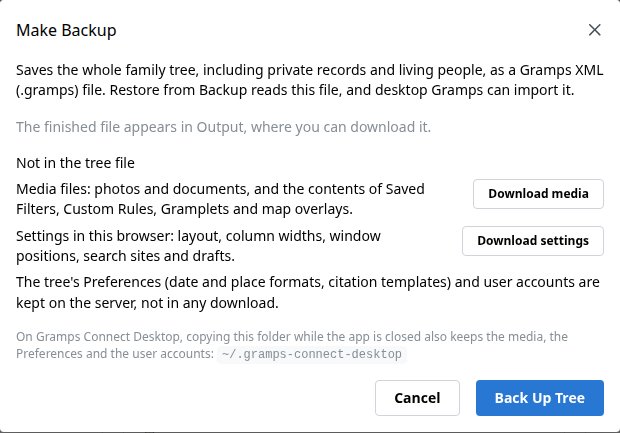 Make Backup
Saves the whole family tree, including private records and living people, as a Gramps XML
(.gramps) file. Restore from Backup reads this file, and desktop Gramps can import it.
The finished file appears in Output, where you can download it.
Not in the tree file
Media files: photos and documents, and the contents of Saved
Filters, Custom Rules, Gramplets and map overlays.
Download media
Settings in this browser: layout, column widths, window
positions, search sites and drafts.
Download settings
The tree's Preferences (date and place formats, citation templates) and user accounts are
kept on the server, not in any download.
On Gramps Connect Desktop, copying this folder while the app is closed also keeps the media, the
Preferences and the user accounts: ~/.gramps-connect-desktop
Cancel
Back Up Tree